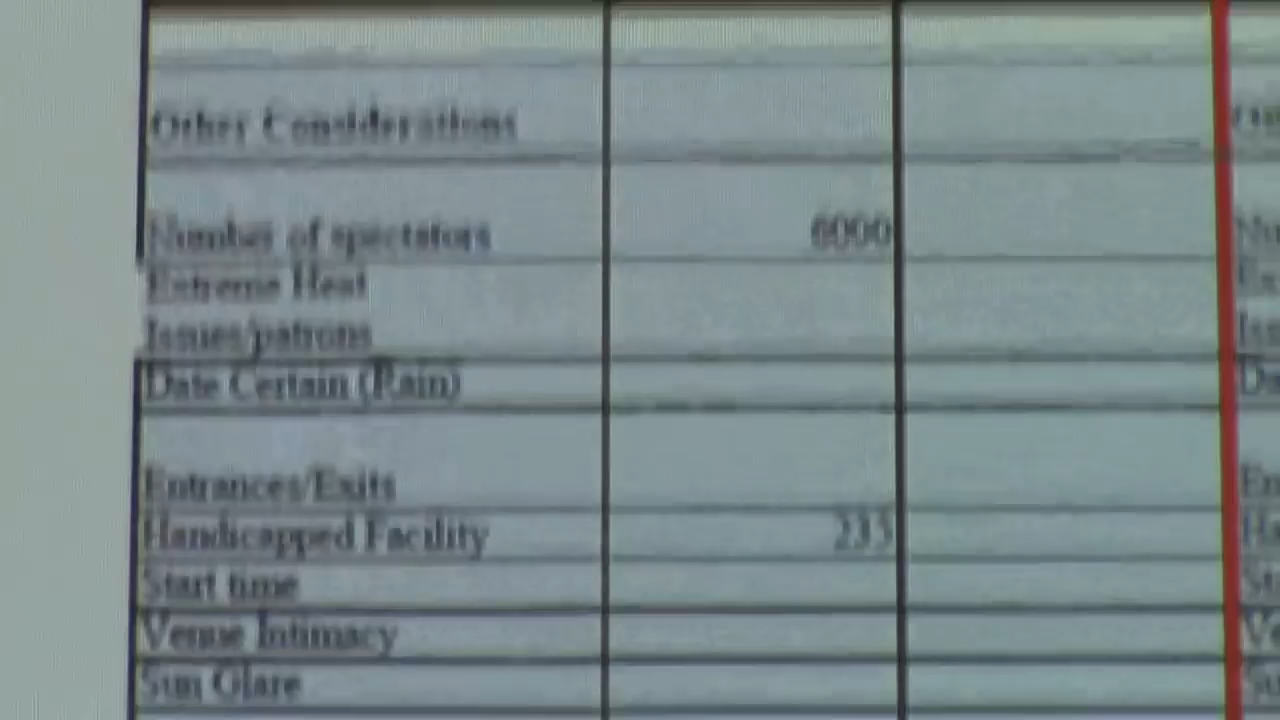 Other Considerations
Number of spectators 6000
Extreme Heat
Issues/patrons
Date Certain (Rain)
Entrances/Exits
Handicapped Facility 235
Start time
Venue Intimacy
Sun Glare